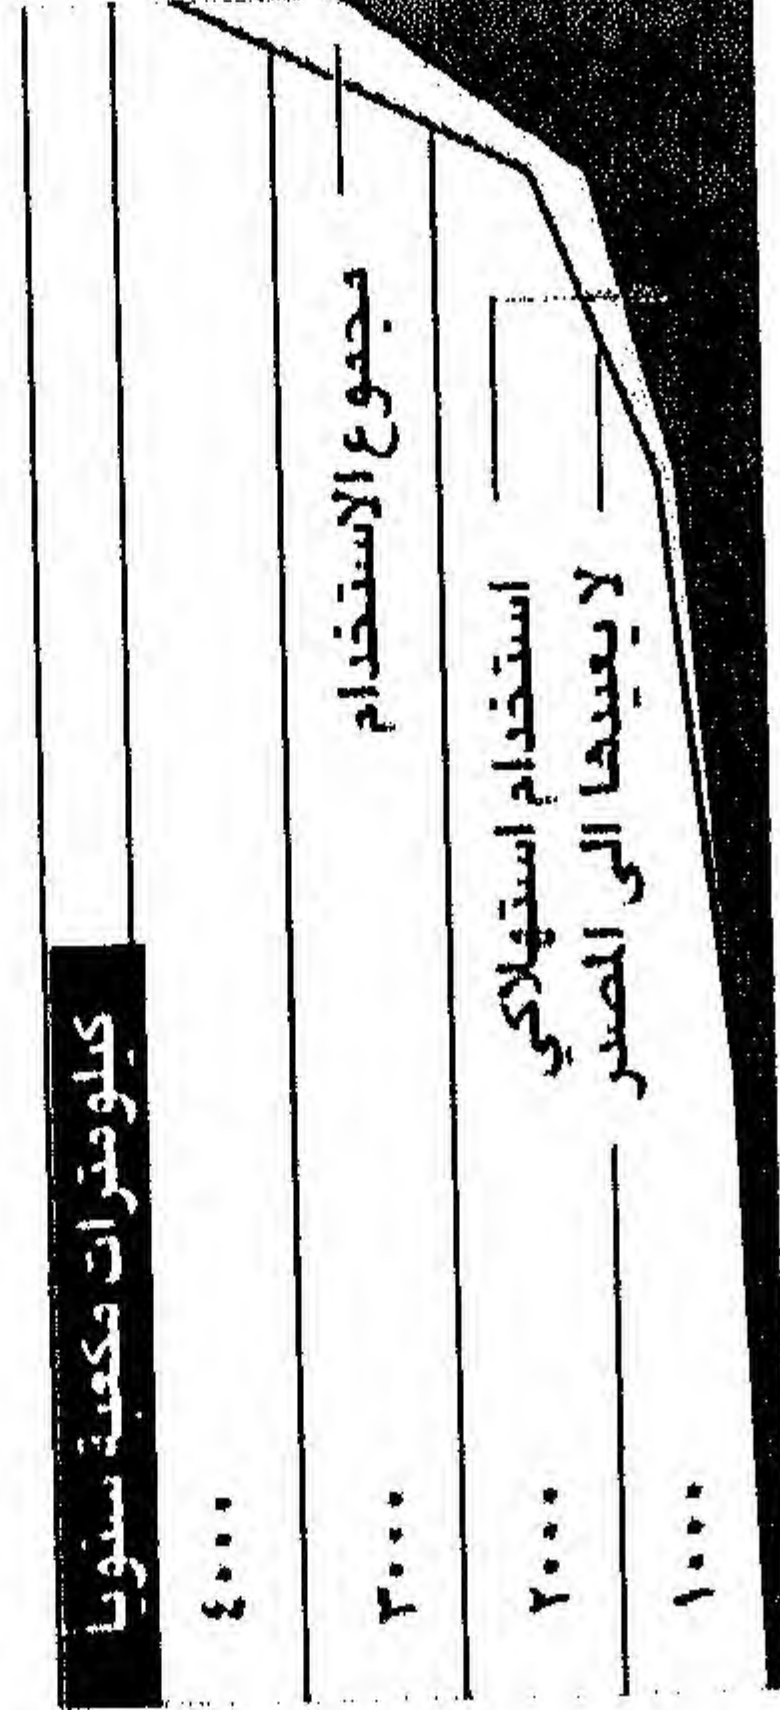 كيلومترات مكعبة سنويا
٤٠٠٠
٣٠٠٠
٢٠٠٠
١٠٠٠
مجموع الاستخدام
استخدام استهلاكي
لا يعيدها الى المصدر